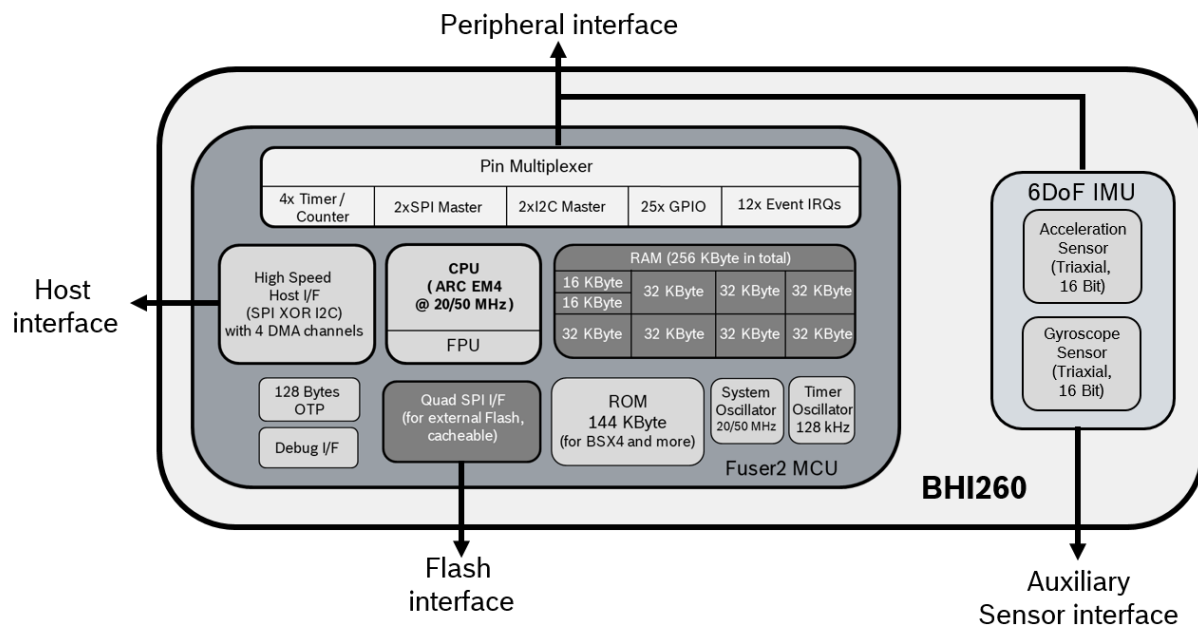 Peripheral interface
Pin Multiplexer
4x Timer /
Counter
2xSPI Master
2xI2C Master
25x GPIO
12x Event IRQs
6DoF IMU
Acceleration
Sensor
(Triaxial,
16 Bit)
Gyroscope
Sensor
(Triaxial,
16 Bit)
Host
interface
High Speed
Host I/F
(SPI XOR I2C)
with 4 DMA channels
CPU
( ARC EM4
@ 20/50 MHz )
FPU
RAM (256 KByte in total)
16 KByte
16 KByte
32 KByte
32 KByte
32 KByte
32 KByte
32 KByte
32 KByte
32 KByte
128 Bytes
OTP
Debug I/F
Quad SPI I/F
(for external Flash,
cacheable)
ROM
144 KByte
(for BSX4 and more)
System
Oscillator
20/50 MHz
Timer
Oscillator
128 kHz
Fuser2 MCU
BHI260
Flash
interface
Auxiliary
Sensor interface